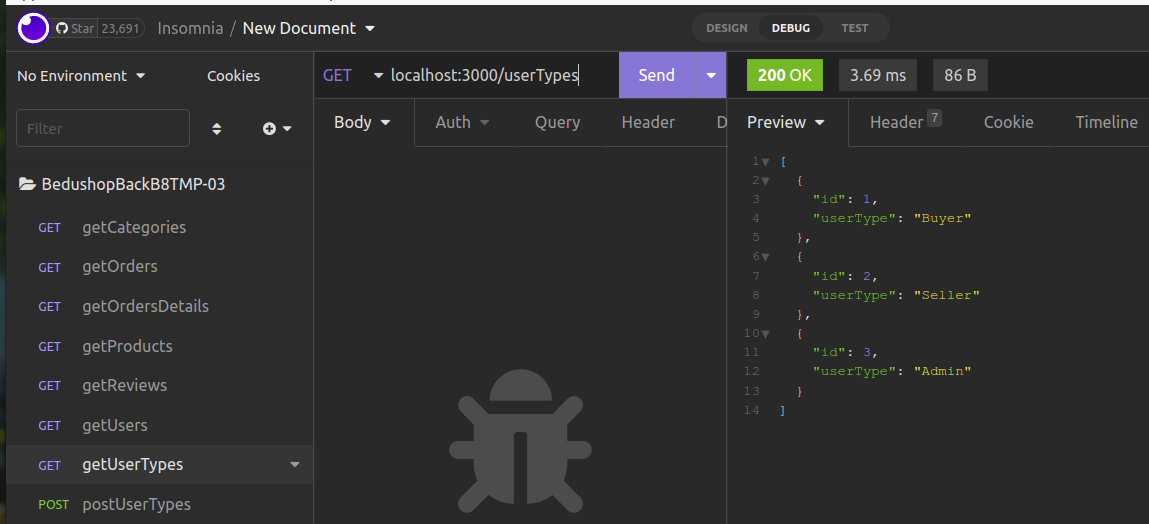 Star 23,691 Insomnia / New Document DESIGN DEBUG TEST
No Environment Cookies GET localhost:3000/userTypes Send 200 OK 3.69 ms 86 B
Filter Body Auth Query Header D Preview Header 7 Cookie Timeline
BedushopBackB8TMP-03
GET getCategories
GET getOrders
GET getOrdersDetails
GET getProducts
GET getReviews
GET getUsers
GET getUserTypes
POST postUserTypes
1 [
2 {
3 "id": 1,
4 "userType": "Buyer"
5 },
6 {
7 "id": 2,
8 "userType": "Seller"
9 },
10 {
11 "id": 3,
12 "userType": "Admin"
13 }
14 ]